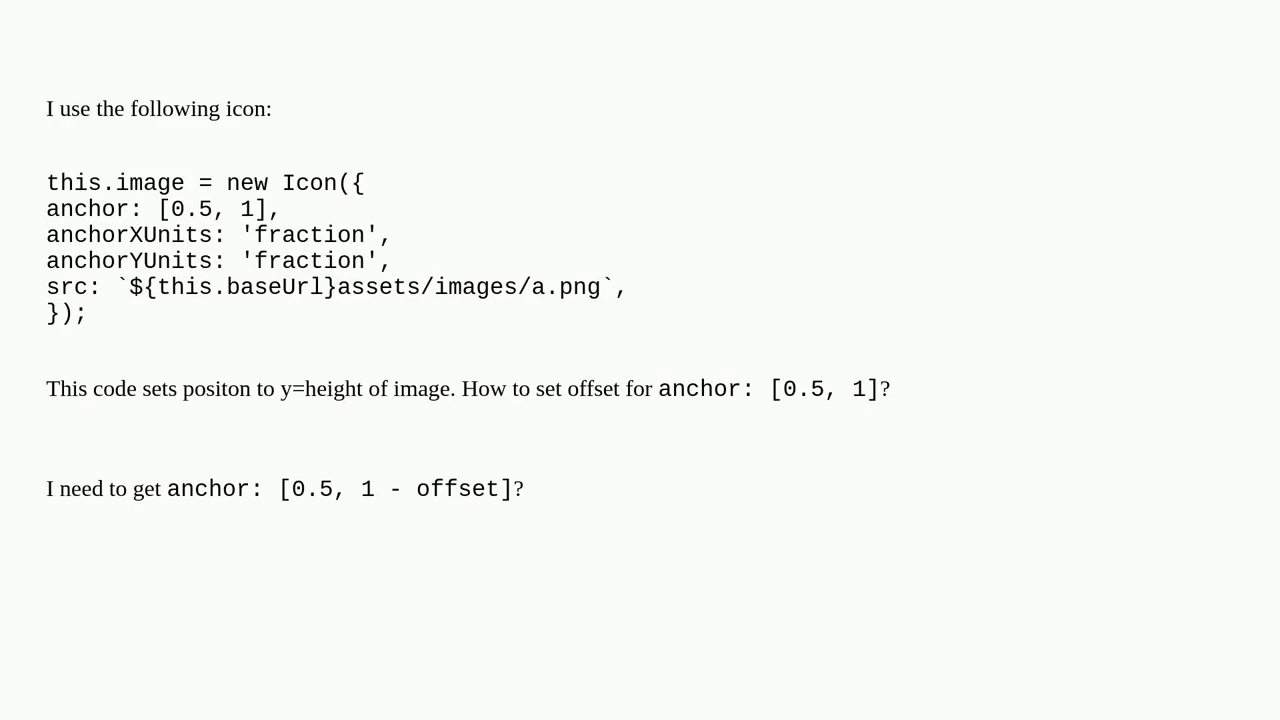 I use the following icon:
this.image = new Icon({
anchor: [0.5, 1],
anchorXUnits: 'fraction',
anchorYUnits: 'fraction',
src: `${this.baseUrl}assets/images/a.png`,
});
This code sets positon to y=height of image. How to set offset for anchor: [0.5, 1]?
I need to get anchor: [0.5, 1 - offset]?